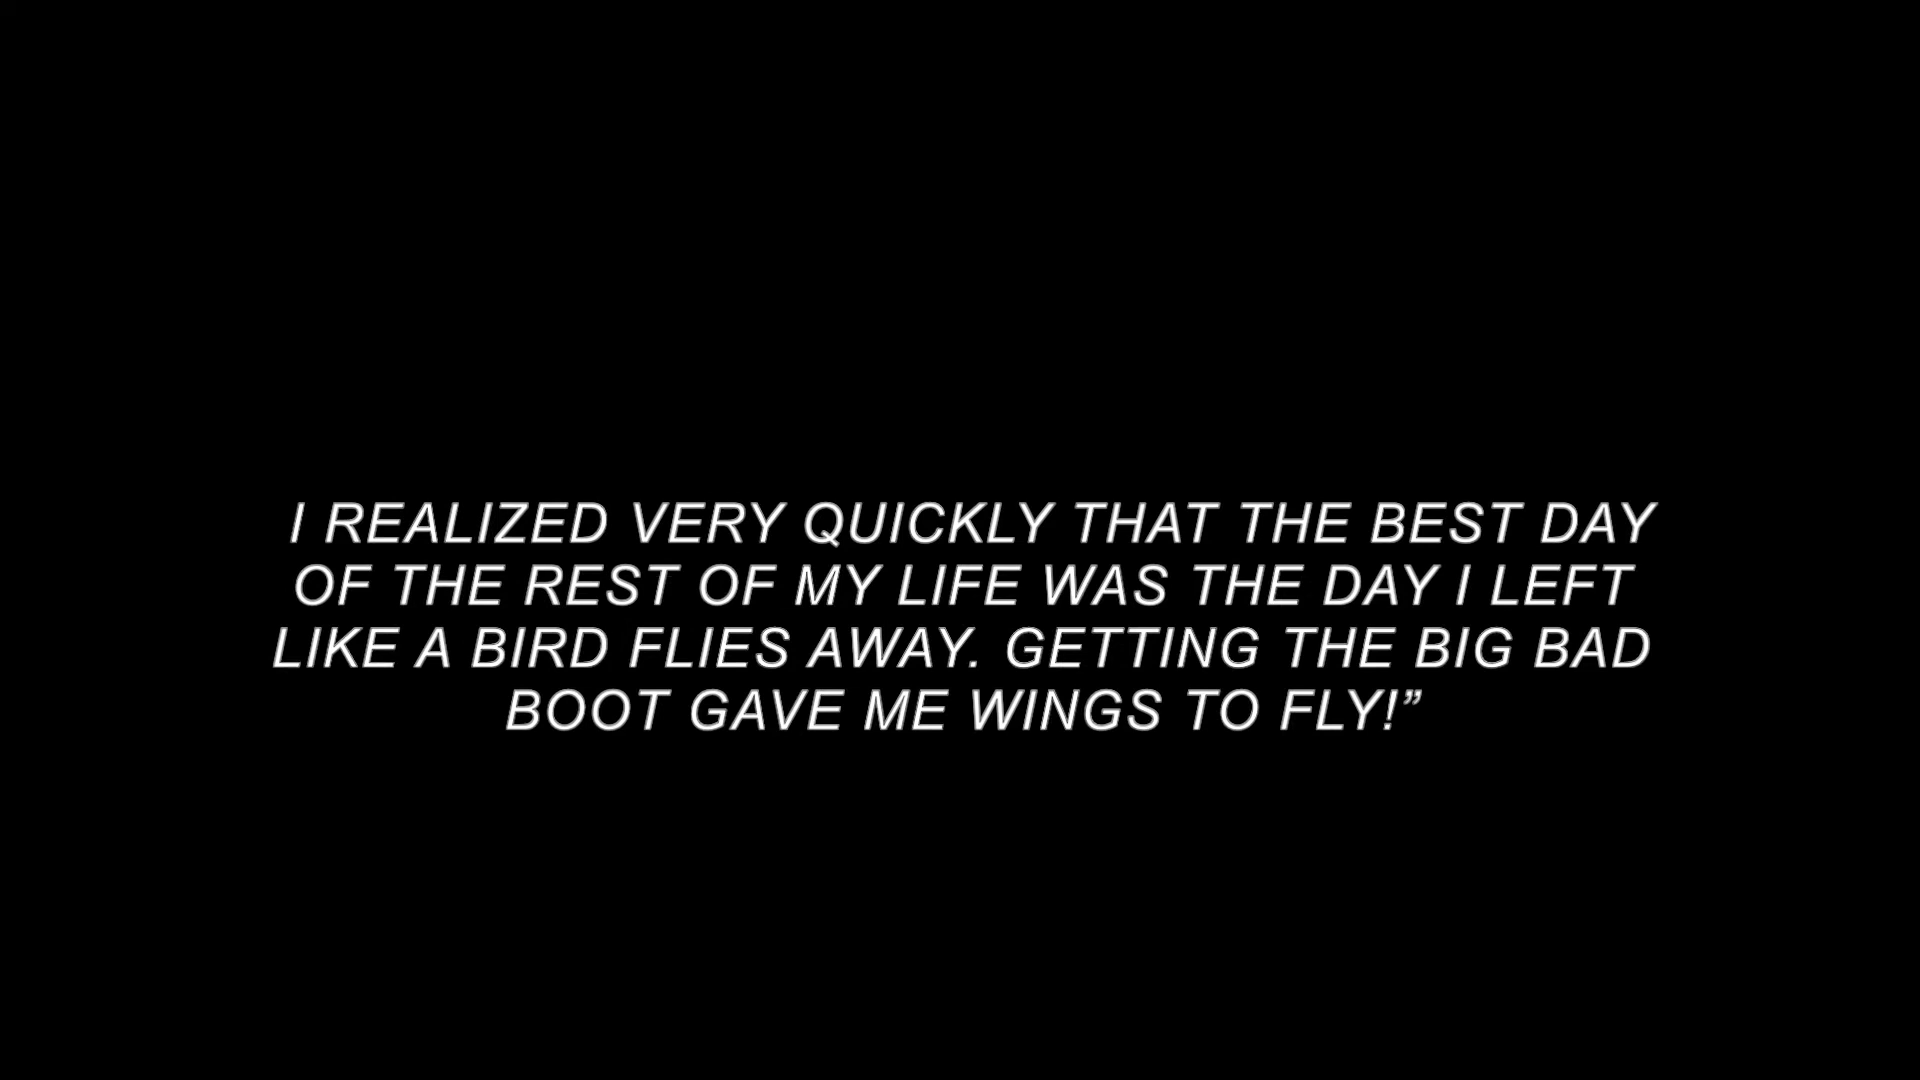 I REALIZED VERY QUICKLY THAT THE BEST DAY
OF THE REST OF MY LIFE WAS THE DAY I LEFT
LIKE A BIRD FLIES AWAY. GETTING THE BIG BAD
BOOT GAVE ME WINGS TO FLY!”